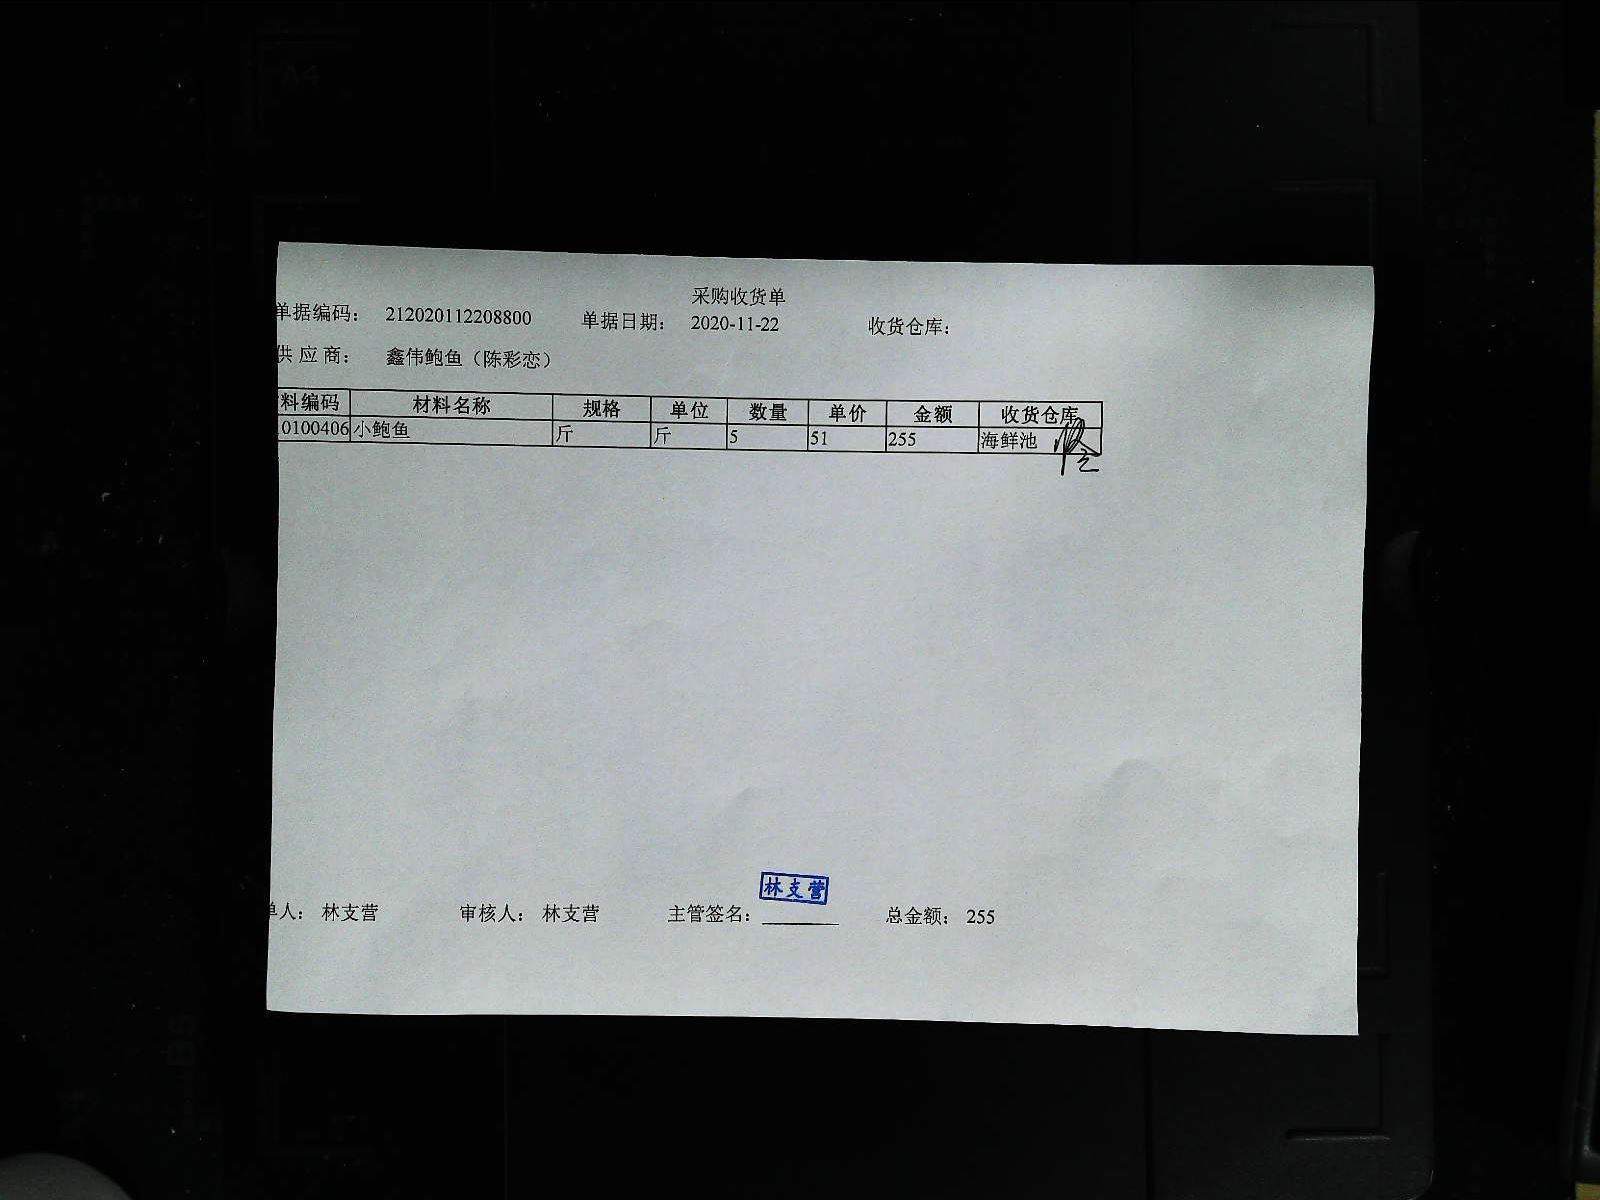 采购收货单
单据编码： 212020112208800 单据日期： 2020-11-22 收货仓库：
供应商： 鑫伟鲍鱼（陈彩恋）
料编码 材料名称 规格 单位 数量 单价 金额 收货仓库
0100406 小鲍鱼 斤 斤 5 51 255 海鲜池
林支营
单人： 林支营 审核人： 林支营 主管签名： 总金额： 255